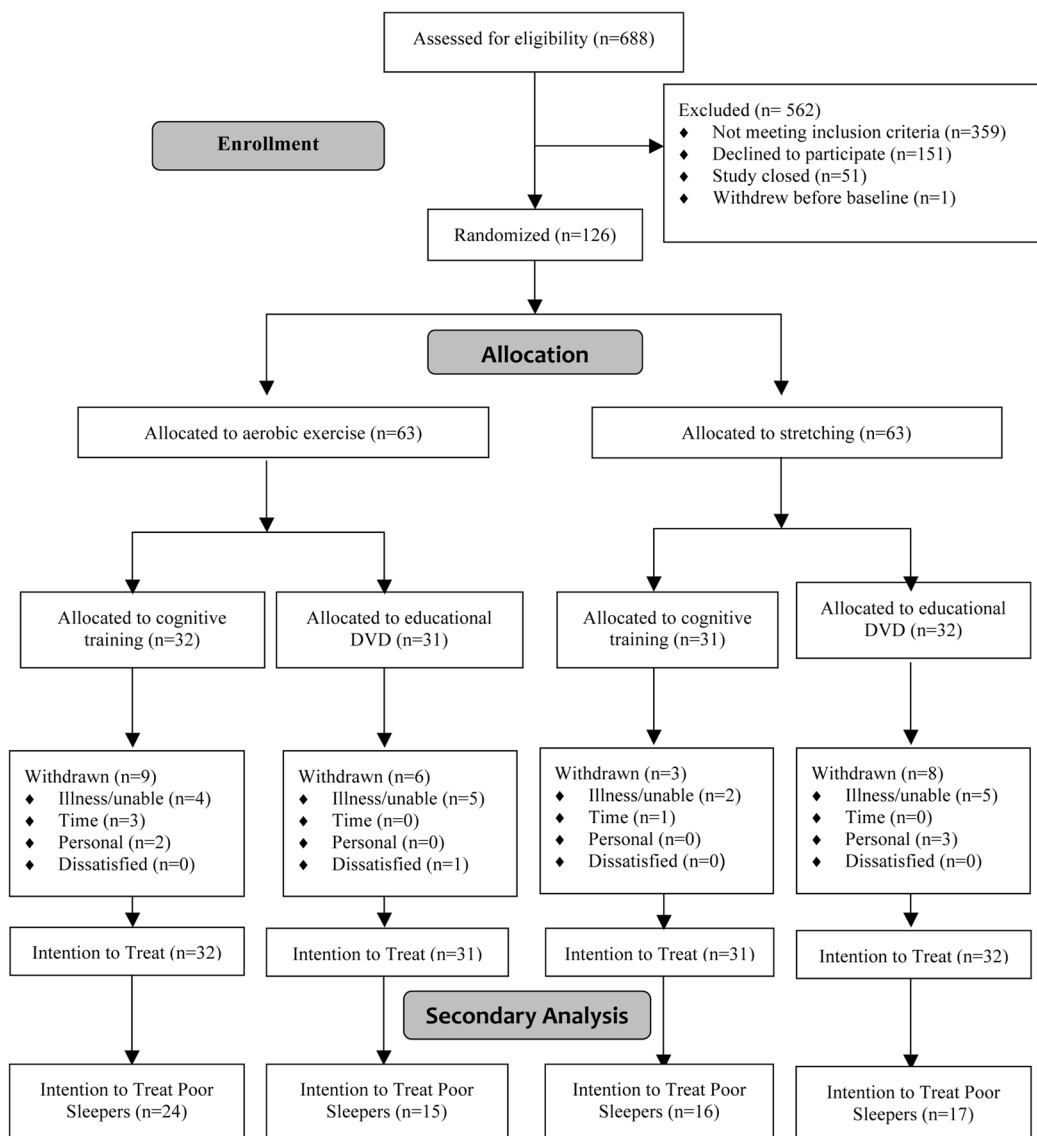 Assessed for eligibility (n=688)
Excluded (n= 562)
♦ Not meeting inclusion criteria (n=359)
♦ Declined to participate (n=151)
♦ Study closed (n=51)
♦ Withdrew before baseline (n=1)
Enrollment
Randomized (n=126)
Allocation
Allocated to aerobic exercise (n=63)
Allocated to stretching (n=63)
Allocated to cognitive
training (n=32)
Allocated to educational
DVD (n=31)
Allocated to cognitive
training (n=31)
Allocated to educational
DVD (n=32)
Withdrawn (n=9)
♦ Illness/unable (n=4)
♦ Time (n=3)
♦ Personal (n=2)
♦ Dissatisfied (n=0)
Withdrawn (n=6)
♦ Illness/unable (n=5)
♦ Time (n=0)
♦ Personal (n=0)
♦ Dissatisfied (n=1)
Withdrawn (n=3)
♦ Illness/unable (n=2)
♦ Time (n=1)
♦ Personal (n=0)
♦ Dissatisfied (n=0)
Withdrawn (n=8)
♦ Illness/unable (n=5)
♦ Time (n=0)
♦ Personal (n=3)
♦ Dissatisfied (n=0)
Intention to Treat (n=32)
Intention to Treat (n=31)
Intention to Treat (n=31)
Intention to Treat (n=32)
Secondary Analysis
Intention to Treat Poor
Sleepers (n=24)
Intention to Treat Poor
Sleepers (n=15)
Intention to Treat Poor
Sleepers (n=16)
Intention to Treat Poor
Sleepers (n=17)